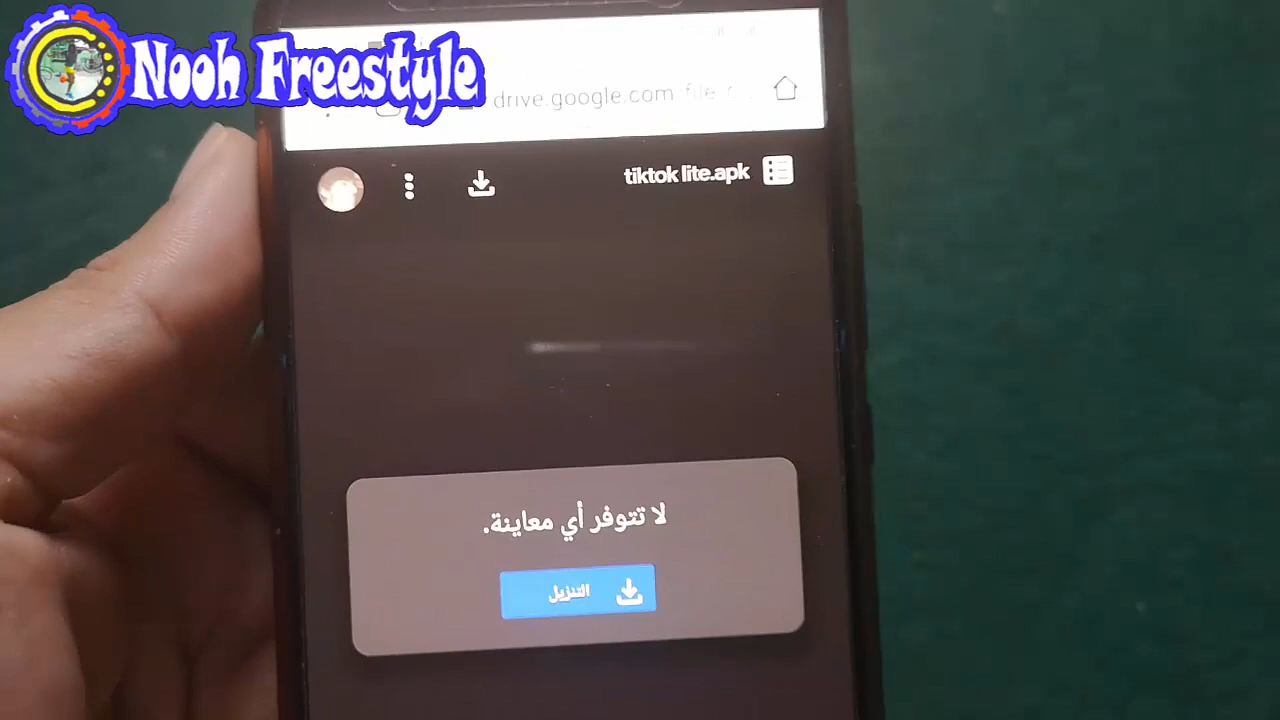 Nooh Freestyle
drive.google.com
tiktok lite.apk
لا تتوفر أي معاينة.
التنزيل